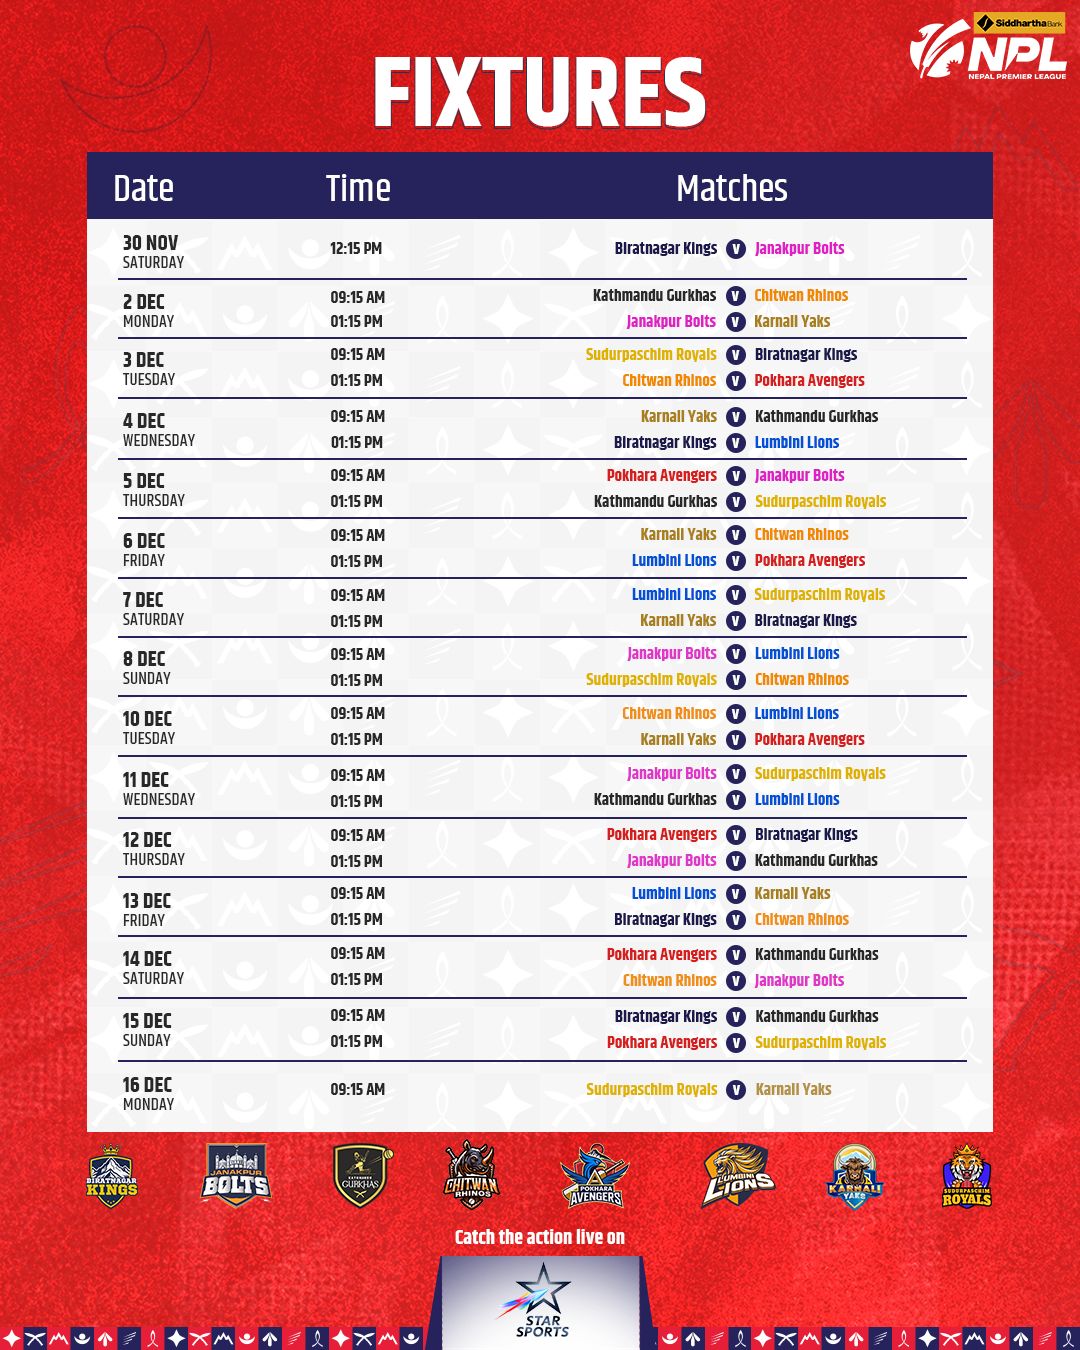 Siddhartha Bank
NPL
NEPAL PREMIER LEAGUE
FIXTURES
Date Time Matches
30 NOV
SATURDAY
12:15 PM Biratnagar Kings V Janakpur Bolts
2 DEC
MONDAY
09:15 AM Kathmandu Gurkhas V Chitwan Rhinos
01:15 PM Janakpur Bolts V Karnali Yaks
3 DEC
TUESDAY
09:15 AM Sudurpaschim Royals V Biratnagar Kings
01:15 PM Chitwan Rhinos V Pokhara Avengers
4 DEC
WEDNESDAY
09:15 AM Karnali Yaks V Kathmandu Gurkhas
01:15 PM Biratnagar Kings V Lumbini Lions
5 DEC
THURSDAY
09:15 AM Pokhara Avengers V Janakpur Bolts
01:15 PM Kathmandu Gurkhas V Sudurpaschim Royals
6 DEC
FRIDAY
09:15 AM Karnali Yaks V Chitwan Rhinos
01:15 PM Lumbini Lions V Pokhara Avengers
7 DEC
SATURDAY
09:15 AM Lumbini Lions V Sudurpaschim Royals
01:15 PM Karnali Yaks V Biratnagar Kings
8 DEC
SUNDAY
09:15 AM Janakpur Bolts V Lumbini Lions
01:15 PM Sudurpaschim Royals V Chitwan Rhinos
10 DEC
TUESDAY
09:15 AM Chitwan Rhinos V Lumbini Lions
01:15 PM Karnali Yaks V Pokhara Avengers
11 DEC
WEDNESDAY
09:15 AM Janakpur Bolts V Sudurpaschim Royals
01:15 PM Kathmandu Gurkhas V Lumbini Lions
12 DEC
THURSDAY
09:15 AM Pokhara Avengers V Biratnagar Kings
01:15 PM Janakpur Bolts V Kathmandu Gurkhas
13 DEC
FRIDAY
09:15 AM Lumbini Lions V Karnali Yaks
01:15 PM Biratnagar Kings V Chitwan Rhinos
14 DEC
SATURDAY
09:15 AM Pokhara Avengers V Kathmandu Gurkhas
01:15 PM Chitwan Rhinos V Janakpur Bolts
15 DEC
SUNDAY
09:15 AM Biratnagar Kings V Kathmandu Gurkhas
01:15 PM Pokhara Avengers V Sudurpaschim Royals
16 DEC
MONDAY
09:15 AM Sudurpaschim Royals V Karnali Yaks
BIRATNAGAR
KINGS
JANAKPUR
BOLTS
KATHMANDU
GURKHAS
CHITWAN
RHINOS
POKHARA
AVENGERS
LUMBINI
LIONS
KARNALI
YAKS
SUDURPASCHIM
ROYALS
Catch the action live on
STAR
SPORTS